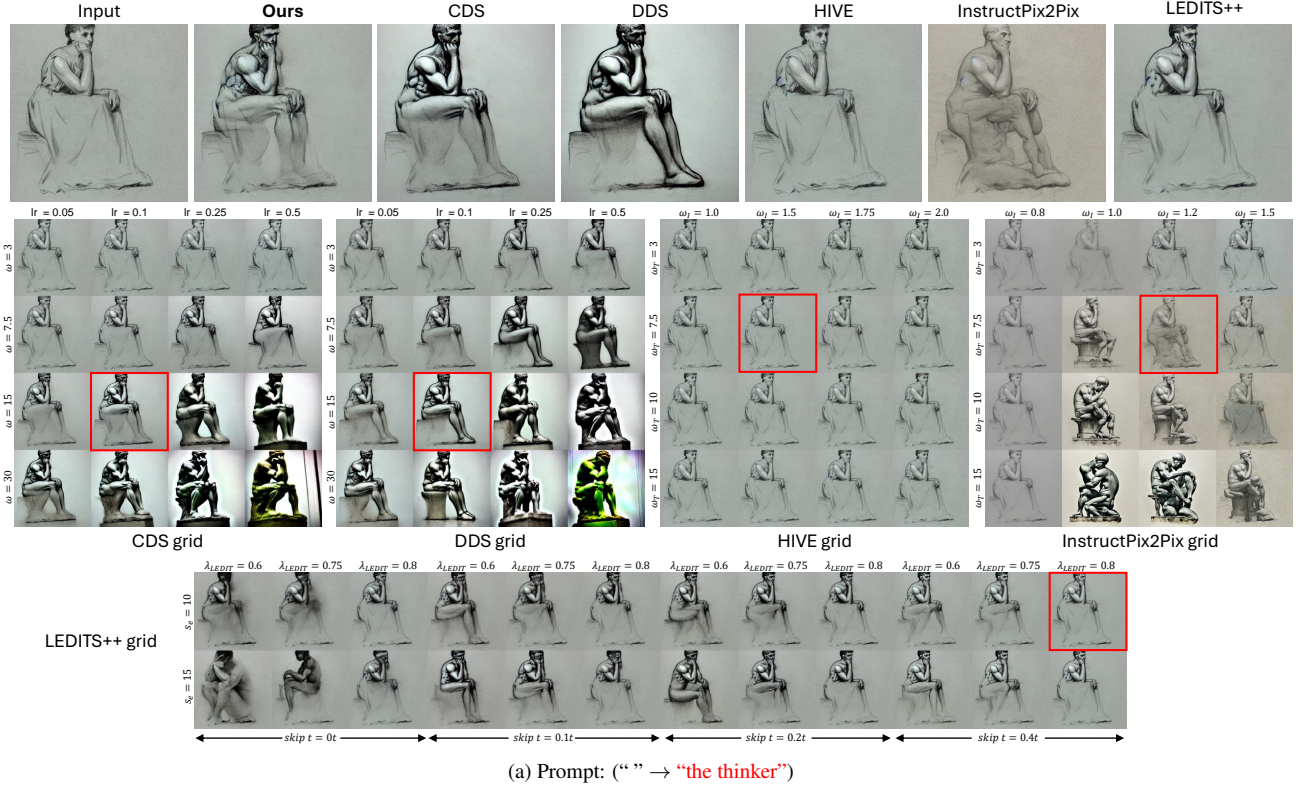 Input Ours CDS DDS HIVE InstructPix2Pix LEDITS++
lr = 0.05 lr = 0.1 lr = 0.25 lr = 0.5 lr = 0.05 lr = 0.1 lr = 0.25 lr = 0.5 ω_I = 1.0 ω_I = 1.5 ω_I = 1.75 ω_I = 2.0 ω_I = 0.8 ω_I = 1.0 ω_I = 1.2 ω_I = 1.5
ω = 3 ω = 3 ω_T = 3 ω_T = 3
ω = 7.5 ω = 7.5 ω_T = 7.5 ω_T = 7.5
ω = 15 ω = 15 ω_T = 10 ω_T = 10
ω = 30 ω = 30 ω_T = 15 ω_T = 15
CDS grid DDS grid HIVE grid InstructPix2Pix grid
λ_LEDIT = 0.6 λ_LEDIT = 0.75 λ_LEDIT = 0.8 λ_LEDIT = 0.6 λ_LEDIT = 0.75 λ_LEDIT = 0.8 λ_LEDIT = 0.6 λ_LEDIT = 0.75 λ_LEDIT = 0.8 λ_LEDIT = 0.6 λ_LEDIT = 0.75 λ_LEDIT = 0.8
s_e = 10
LEDITS++ grid
s_e = 15
skip t = 0t skip t = 0.1t skip t = 0.2t skip t = 0.4t
(a) Prompt: (“ ” → “the thinker”)